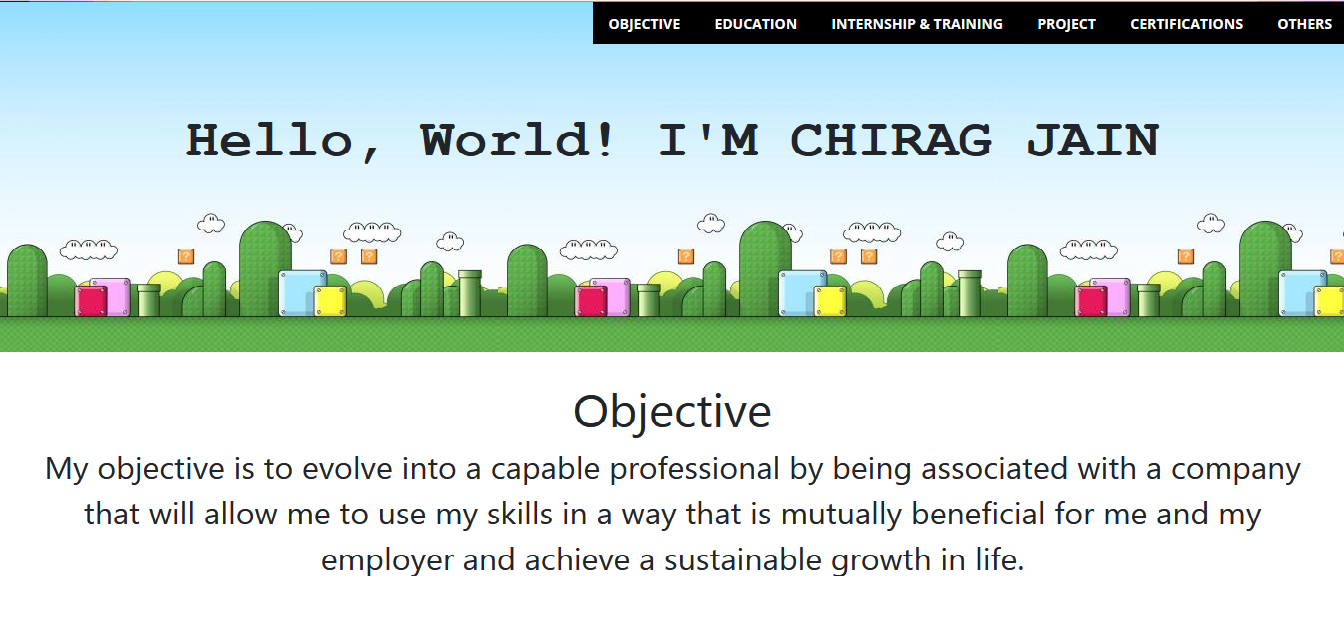 OBJECTIVE EDUCATION INTERNSHIP & TRAINING PROJECT CERTIFICATIONS OTHERS
Hello, World! I'M CHIRAG JAIN
? ? ? ? ? ? ? ?
Objective
My objective is to evolve into a capable professional by being associated with a company
that will allow me to use my skills in a way that is mutually beneficial for me and my
employer and achieve a sustainable growth in life.